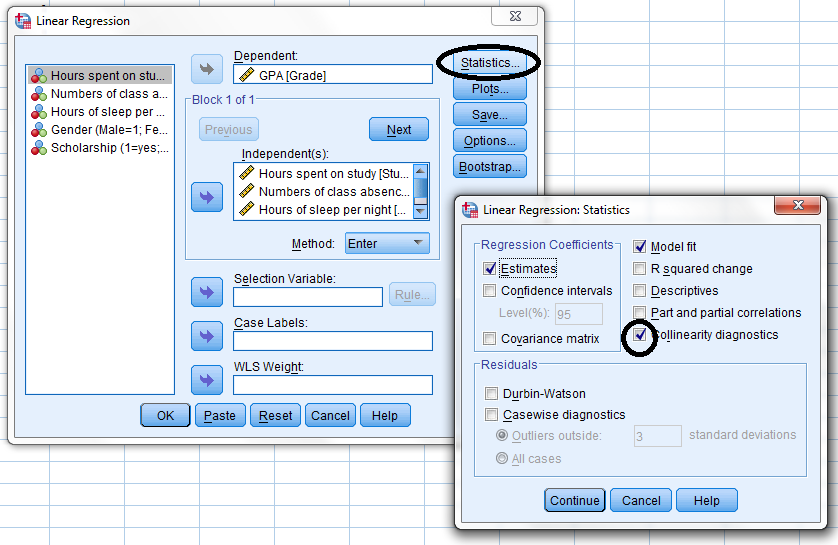 Linear Regression
Hours spent on stu...
Numbers of class a...
Hours of sleep per ...
Gender (Male=1; Fe...
Scholarship (1=yes;...
Dependent:
GPA [Grade]
Block 1 of 1
Previous
Next
Independent(s):
Hours spent on study [Stu...
Numbers of class absenc...
Hours of sleep per night [...
Method:
Enter
Selection Variable:
Rule...
Case Labels:
WLS Weight:
Statistics...
Plots...
Save...
Options...
Bootstrap...
OK
Paste
Reset
Cancel
Help
Linear Regression: Statistics
Regression Coefficients
Estimates
Confidence intervals
Level(%): 95
Covariance matrix
Model fit
R squared change
Descriptives
Part and partial correlations
Collinearity diagnostics
Residuals
Durbin-Watson
Casewise diagnostics
Outliers outside: 3 standard deviations
All cases
Continue
Cancel
Help